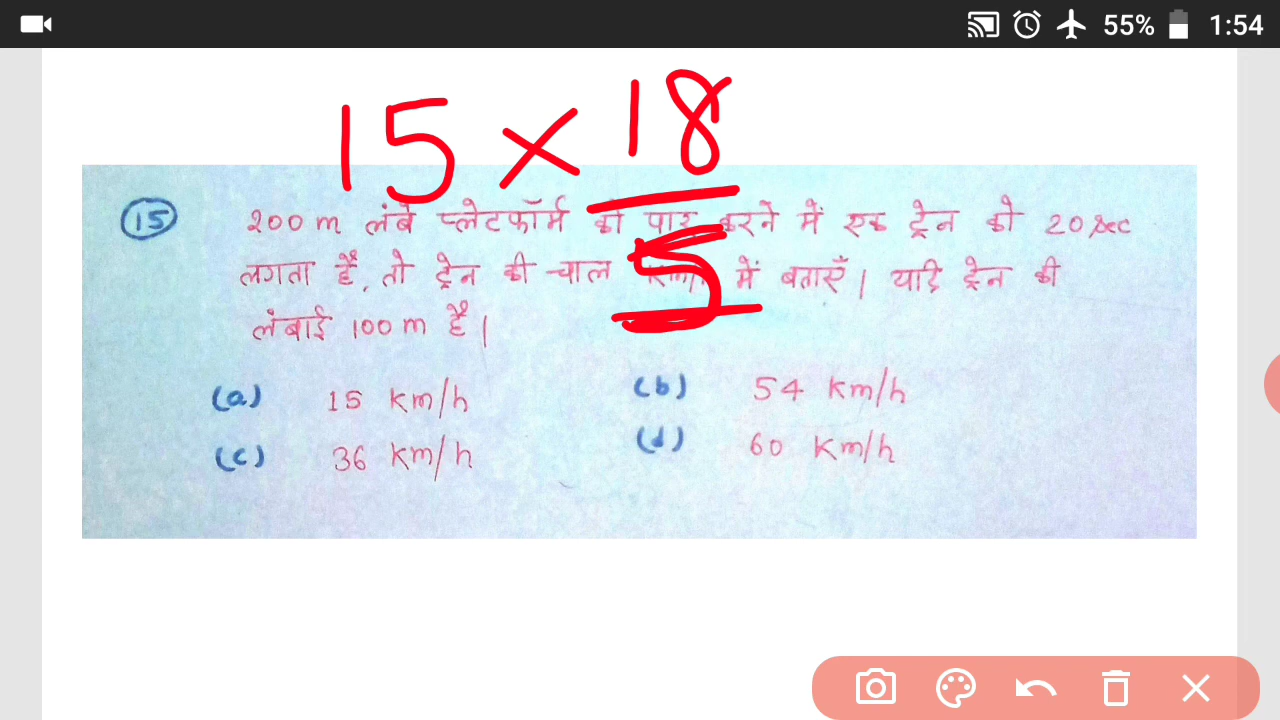 55% 1:54
15 × 18
5
(15) 200 m लंबे प्लेटफॉर्म को पार करने में एक ट्रेन को 20 sec
लगता है, तो ट्रेन की चाल में बताएँ। यदि ट्रेन की
लंबाई 100 m है।
(a) 15 km/h (b) 54 km/h
(c) 36 km/h (d) 60 km/h